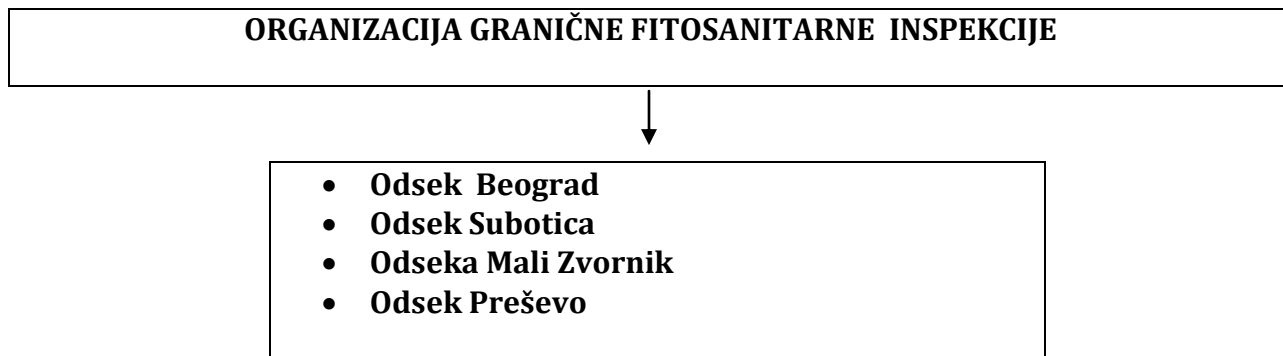 ORGANIZACIJA GRANIČNE FITOSANITARNE INSPEKCIJE
• Odsek Beograd
• Odsek Subotica
• Odseka Mali Zvornik
• Odsek Preševo